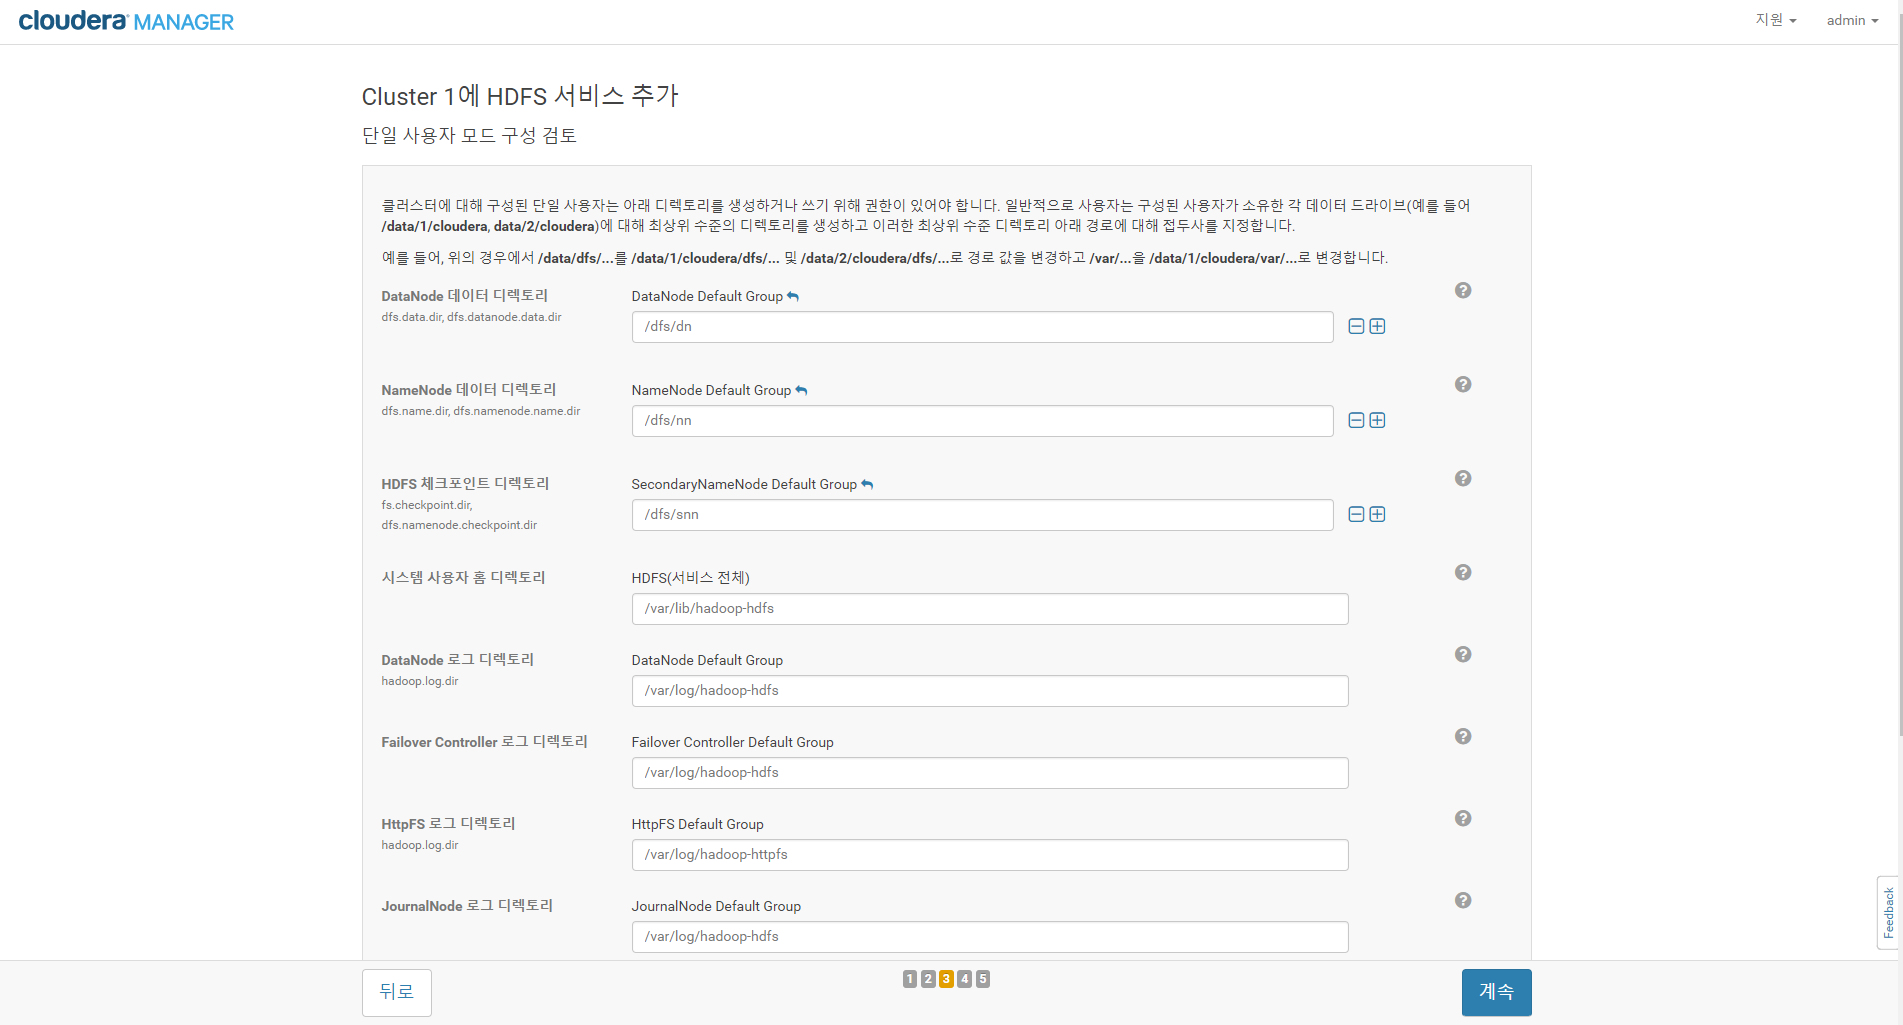 cloudera MANAGER
지원
admin
Cluster 1에 HDFS 서비스 추가
단일 사용자 모드 구성 검토
클러스터에 대해 구성된 단일 사용자는 아래 디렉토리를 생성하거나 쓰기 위해 권한이 있어야 합니다. 일반적으로 사용자는 구성된 사용자가 소유한 각 데이터 드라이브(예를 들어
/data/1/cloudera, data/2/cloudera)에 대해 최상위 수준의 디렉토리를 생성하고 이러한 최상위 수준 디렉토리 아래 경로에 대해 접두사를 지정합니다.
예를 들어, 위의 경우에서 /data/dfs/...를 /data/1/cloudera/dfs/... 및 /data/2/cloudera/dfs/...로 경로 값을 변경하고 /var/...을 /data/1/cloudera/var/...로 변경합니다.
DataNode 데이터 디렉토리
dfs.data.dir, dfs.datanode.data.dir
DataNode Default Group
/dfs/dn
NameNode 데이터 디렉토리
dfs.name.dir, dfs.namenode.name.dir
NameNode Default Group
/dfs/nn
HDFS 체크포인트 디렉토리
fs.checkpoint.dir,
dfs.namenode.checkpoint.dir
SecondaryNameNode Default Group
/dfs/snn
시스템 사용자 홈 디렉토리
HDFS(서비스 전체)
/var/lib/hadoop-hdfs
DataNode 로그 디렉토리
hadoop.log.dir
DataNode Default Group
/var/log/hadoop-hdfs
Failover Controller 로그 디렉토리
Failover Controller Default Group
/var/log/hadoop-hdfs
HttpFS 로그 디렉토리
hadoop.log.dir
HttpFS Default Group
/var/log/hadoop-httpfs
JournalNode 로그 디렉토리
JournalNode Default Group
/var/log/hadoop-hdfs
Feedback
뒤로
1 2 3 4 5
계속